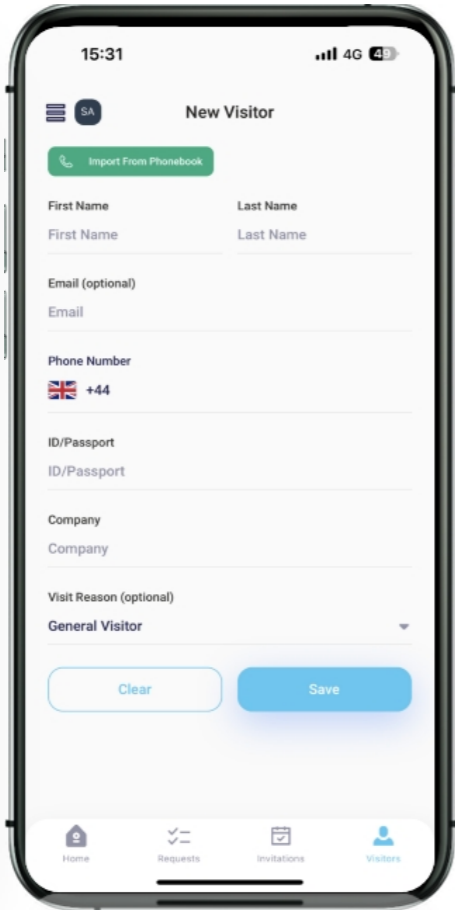 15:31 4G 49
SA New Visitor
Import From Phonebook
First Name Last Name
First Name Last Name
Email (optional)
Email
Phone Number
+44
ID/Passport
ID/Passport
Company
Company
Visit Reason (optional)
General Visitor
Clear Save
Home Requests Invitations Visitors